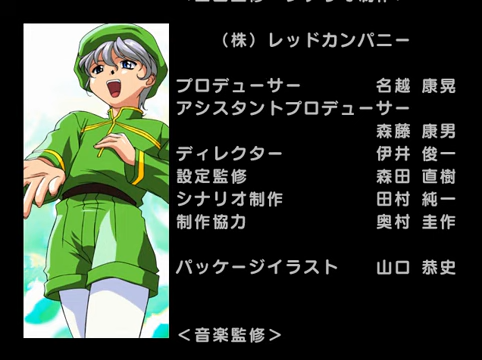 （株）レッドカンパニー
プロデューサー 名越 康晃
アシスタントプロデューサー
森藤 康男
ディレクター 伊井 俊一
設定監修 森田 直樹
シナリオ制作 田村 純一
制作協力 奥村 圭作
パッケージイラスト 山口 恭史
＜音楽監修＞